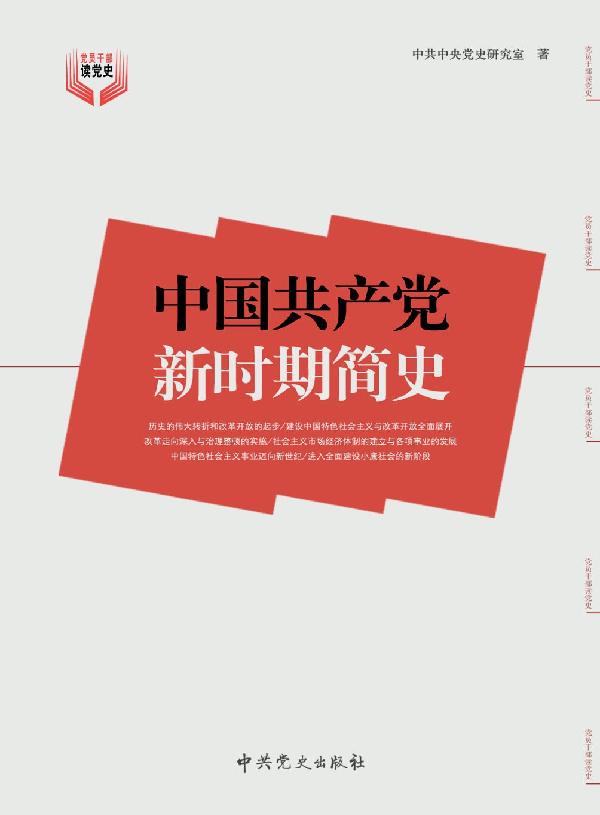 党员干部
读党史
中共中央党史研究室 著
中国共产党
新时期简史
历史的伟大转折和改革开放的起步/建设中国特色社会主义与改革开放全面展开
改革走向深入与治理整顿的实施/社会主义市场经济体制的建立与各项事业的发展
中国特色社会主义事业迈向新世纪/进入全面建设小康社会的新阶段
中共党史出版社
党员干部读党史
党员干部读党史
党员干部读党史
党员干部读党史
党员干部读党史